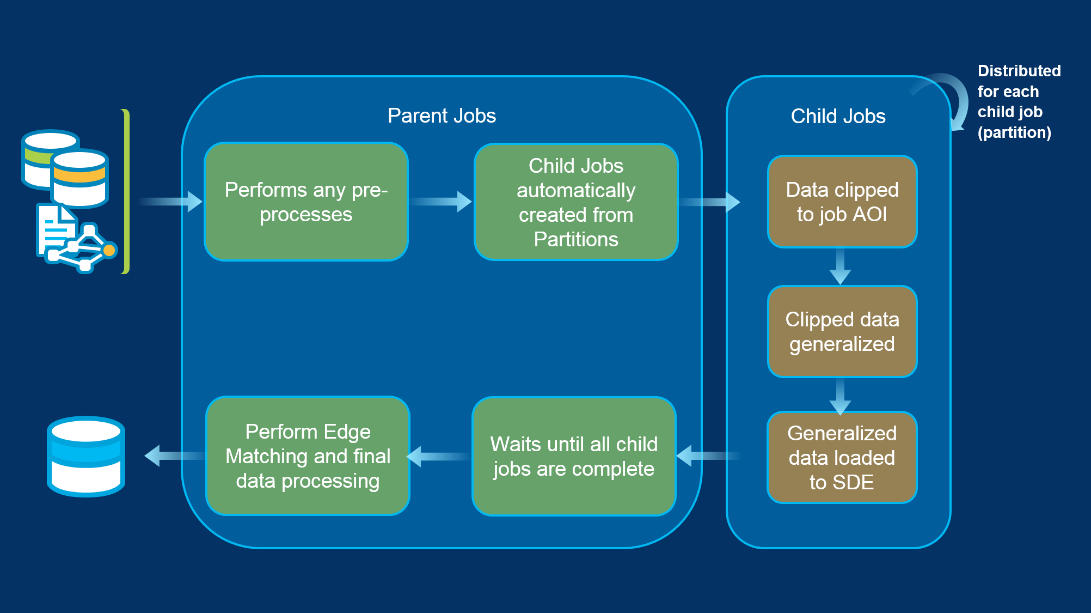 Distributed
for each
child job
(partition)
Parent Jobs
Child Jobs
Performs any pre-
processes
Child Jobs
automatically
created from
Partitions
Data clipped
to job AOI
Clipped data
generalized
Generalized
data loaded
to SDE
Waits until all child
jobs are complete
Perform Edge
Matching and final
data processing